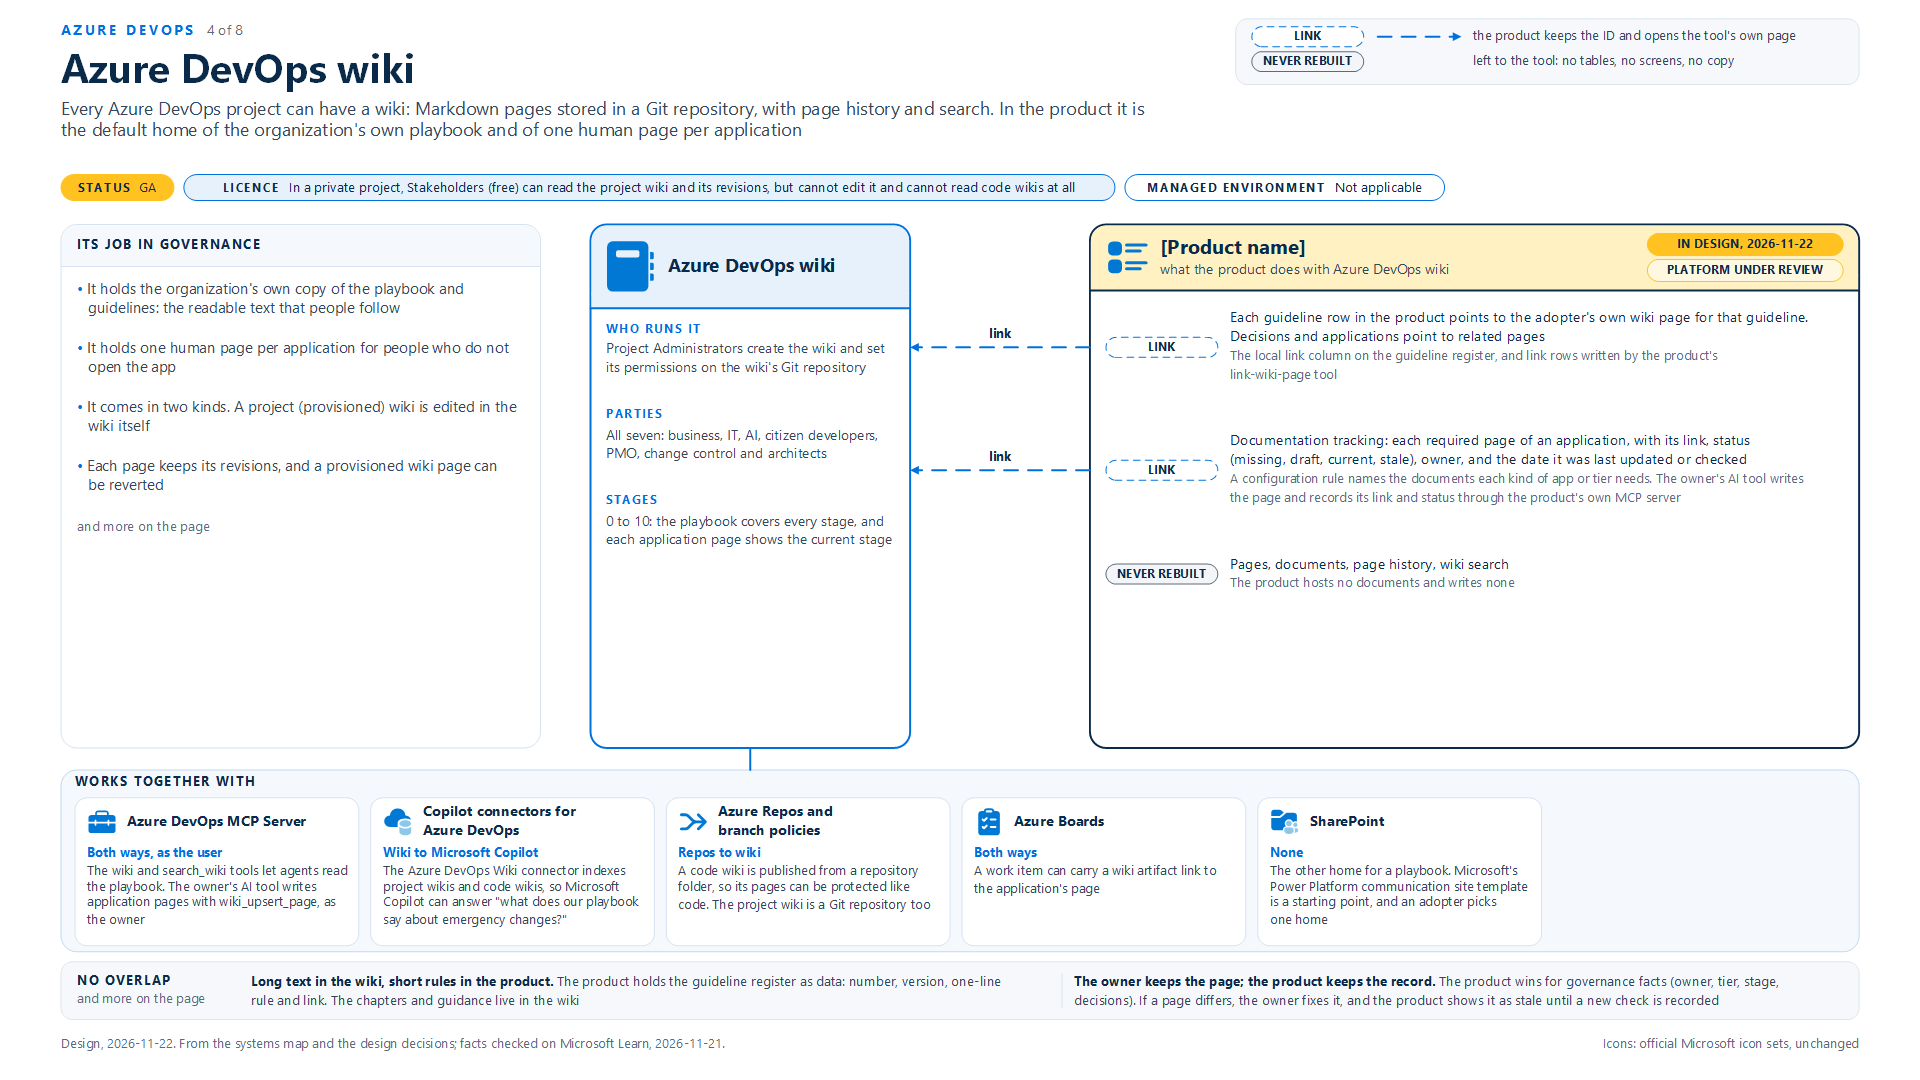 AZURE DEVOPS 4 of 8
Azure DevOps wiki
Every Azure DevOps project can have a wiki: Markdown pages stored in a Git repository, with page history and search. In the product it is
the default home of the organization's own playbook and of one human page per application
LINK the product keeps the ID and opens the tool's own page
NEVER REBUILT left to the tool: no tables, no screens, no copy
STATUS GA
LICENCE In a private project, Stakeholders (free) can read the project wiki and its revisions, but cannot edit it and cannot read code wikis at all
MANAGED ENVIRONMENT Not applicable
ITS JOB IN GOVERNANCE
• It holds the organization's own copy of the playbook and
guidelines: the readable text that people follow
• It holds one human page per application for people who do not
open the app
• It comes in two kinds. A project (provisioned) wiki is edited in the
wiki itself
• Each page keeps its revisions, and a provisioned wiki page can
be reverted
and more on the page
Azure DevOps wiki
WHO RUNS IT
Project Administrators create the wiki and set
its permissions on the wiki's Git repository
PARTIES
All seven: business, IT, AI, citizen developers,
PMO, change control and architects
STAGES
0 to 10: the playbook covers every stage, and
each application page shows the current stage
link
link
[Product name]
what the product does with Azure DevOps wiki
IN DESIGN, 2026-11-22
PLATFORM UNDER REVIEW
LINK
Each guideline row in the product points to the adopter's own wiki page for that guideline.
Decisions and applications point to related pages
The local link column on the guideline register, and link rows written by the product's
link-wiki-page tool
LINK
Documentation tracking: each required page of an application, with its link, status
(missing, draft, current, stale), owner, and the date it was last updated or checked
A configuration rule names the documents each kind of app or tier needs. The owner's AI tool writes
the page and records its link and status through the product's own MCP server
NEVER REBUILT
Pages, documents, page history, wiki search
The product hosts no documents and writes none
WORKS TOGETHER WITH
Azure DevOps MCP Server
Both ways, as the user
The wiki and search_wiki tools let agents read
the playbook. The owner's AI tool writes
application pages with wiki_upsert_page, as
the owner
Copilot connectors for
Azure DevOps
Wiki to Microsoft Copilot
The Azure DevOps Wiki connector indexes
project wikis and code wikis, so Microsoft
Copilot can answer "what does our playbook
say about emergency changes?"
Azure Repos and
branch policies
Repos to wiki
A code wiki is published from a repository
folder, so its pages can be protected like
code. The project wiki is a Git repository too
Azure Boards
Both ways
A work item can carry a wiki artifact link to
the application's page
SharePoint
None
The other home for a playbook. Microsoft's
Power Platform communication site template
is a starting point, and an adopter picks
one home
NO OVERLAP
and more on the page
Long text in the wiki, short rules in the product. The product holds the guideline register as data: number, version, one-line
rule and link. The chapters and guidance live in the wiki
The owner keeps the page; the product keeps the record. The product wins for governance facts (owner, tier, stage,
decisions). If a page differs, the owner fixes it, and the product shows it as stale until a new check is recorded
Design, 2026-11-22. From the systems map and the design decisions; facts checked on Microsoft Learn, 2026-11-21.
Icons: official Microsoft icon sets, unchanged